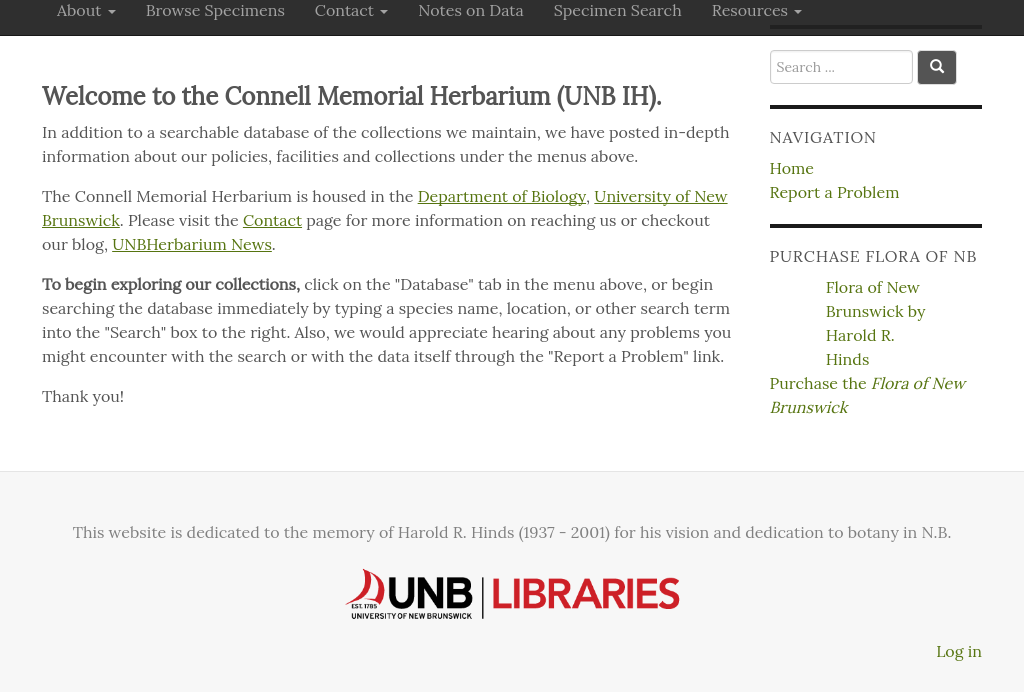 About Browse Specimens Contact Notes on Data Specimen Search Resources
Welcome to the Connell Memorial Herbarium (UNB IH).
In addition to a searchable database of the collections we maintain, we have posted in-depth
information about our policies, facilities and collections under the menus above.
The Connell Memorial Herbarium is housed in the Department of Biology, University of New
Brunswick. Please visit the Contact page for more information on reaching us or checkout
our blog, UNBHerbarium News.
To begin exploring our collections, click on the "Database" tab in the menu above, or begin
searching the database immediately by typing a species name, location, or other search term
into the "Search" box to the right. Also, we would appreciate hearing about any problems you
might encounter with the search or with the data itself through the "Report a Problem" link.
Thank you!
Search ...
NAVIGATION
Home
Report a Problem
PURCHASE FLORA OF NB
Flora of New
Brunswick by
Harold R.
Hinds
Purchase the Flora of New
Brunswick
This website is dedicated to the memory of Harold R. Hinds (1937 - 2001) for his vision and dedication to botany in N.B.
EST. 1785 UNB LIBRARIES
UNIVERSITY OF NEW BRUNSWICK
Log in